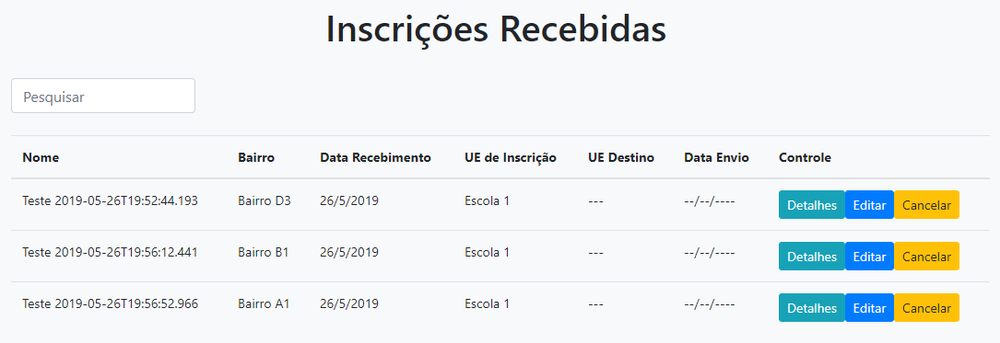 Inscrições Recebidas
Pesquisar
Nome Bairro Data Recebimento UE de Inscrição UE Destino Data Envio Controle
Teste 2019-05-26T19:52:44.193 Bairro D3 26/5/2019 Escola 1 --- --/--/---- Detalhes Editar Cancelar
Teste 2019-05-26T19:56:12.441 Bairro B1 26/5/2019 Escola 1 --- --/--/---- Detalhes Editar Cancelar
Teste 2019-05-26T19:56:52.966 Bairro A1 26/5/2019 Escola 1 --- --/--/---- Detalhes Editar Cancelar